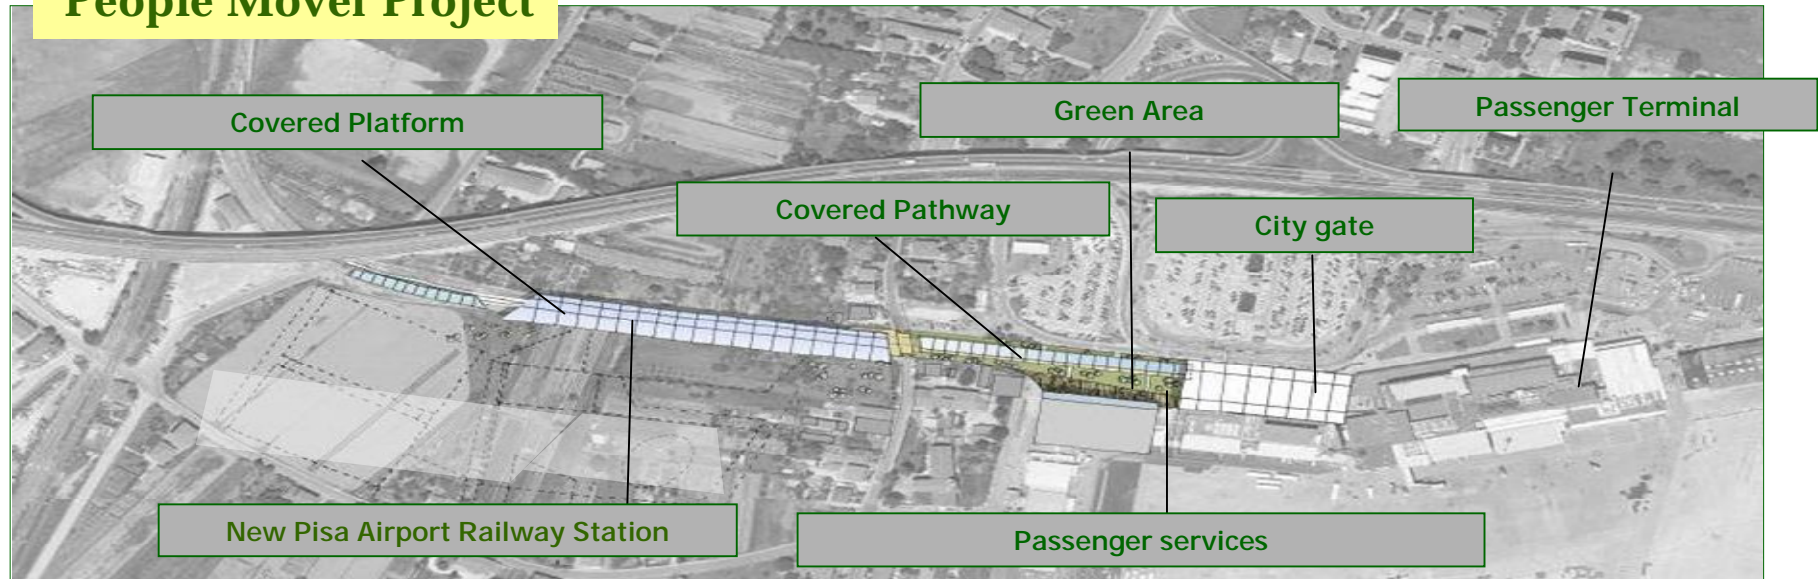 People Mover Project
Covered Platform
Green Area
Passenger Terminal
Covered Pathway
City gate
New Pisa Airport Railway Station
Passenger services